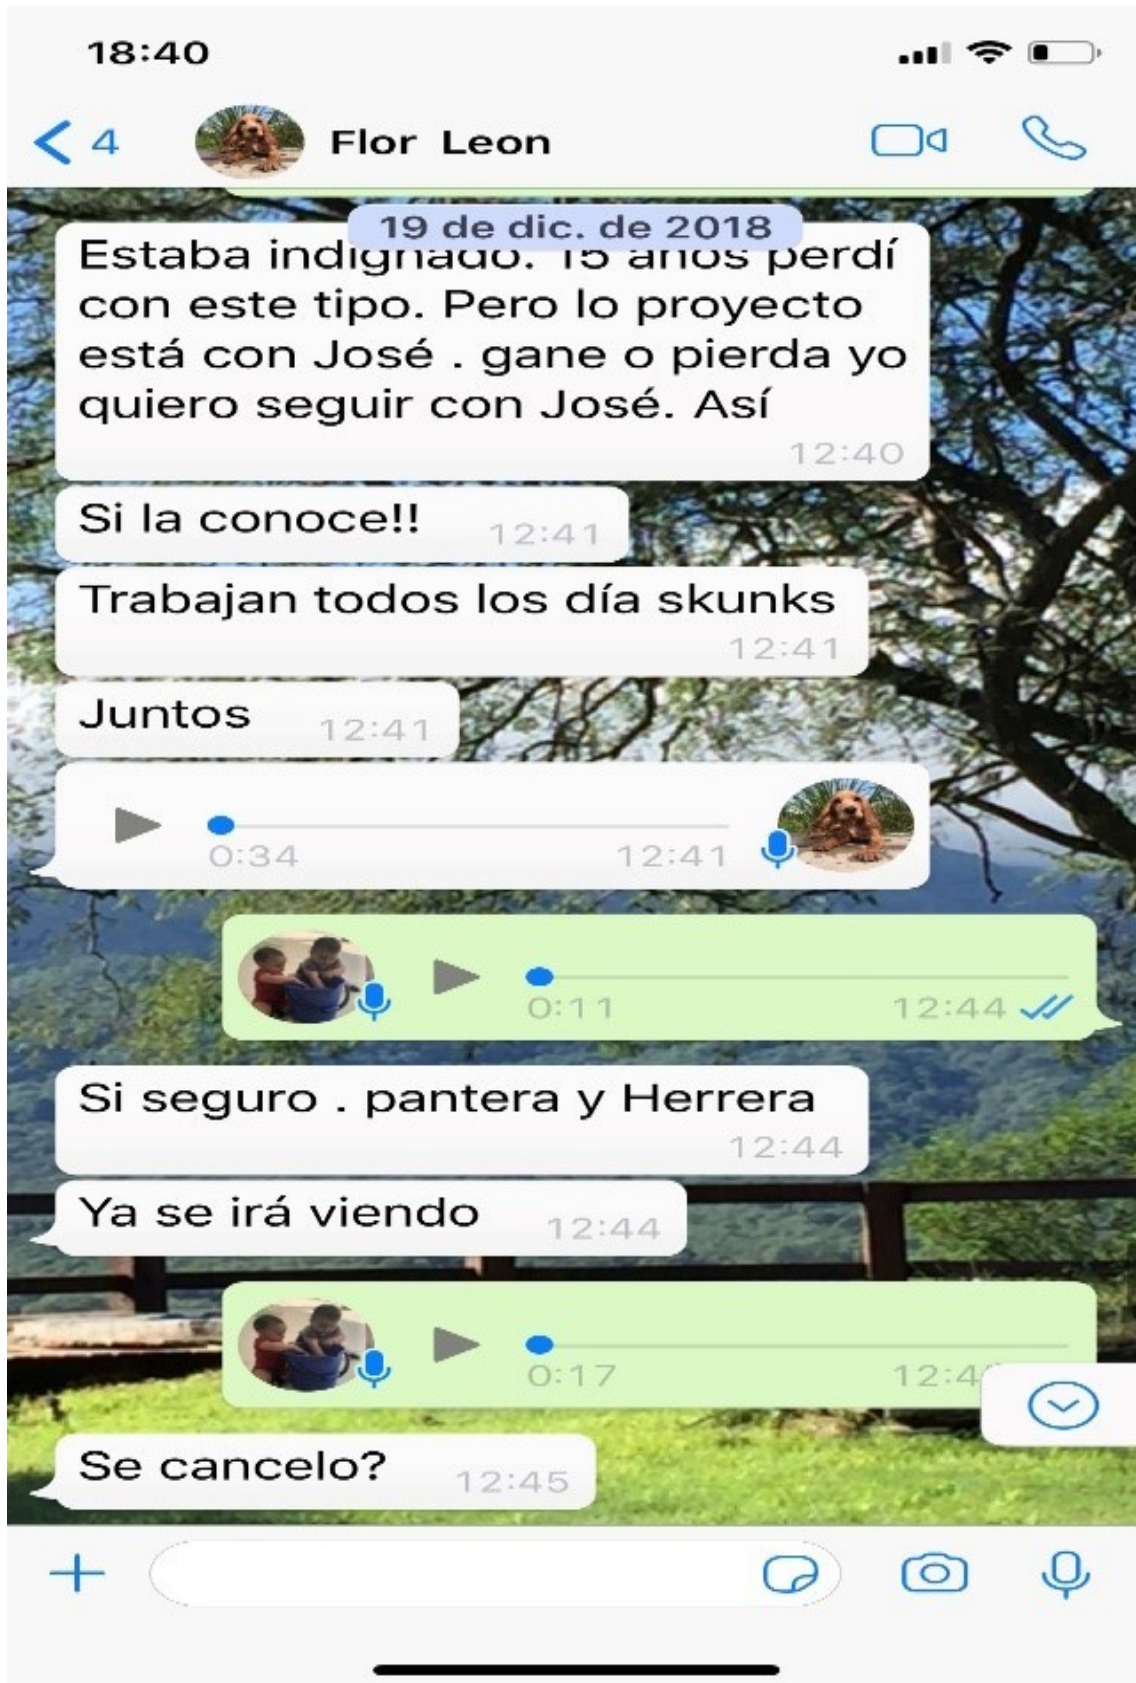 18:40
4
Flor Leon
19 de dic. de 2018
Estaba indignado. 15 años perdí
con este tipo. Pero lo proyecto
está con José . gane o pierda yo
quiero seguir con José. Así
12:40
Si la conoce!! 12:41
Trabajan todos los día skunks
12:41
Juntos 12:41
0:34 12:41
0:11 12:44
Si seguro . pantera y Herrera
12:44
Ya se irá viendo 12:44
0:17
Se cancelo? 12:45